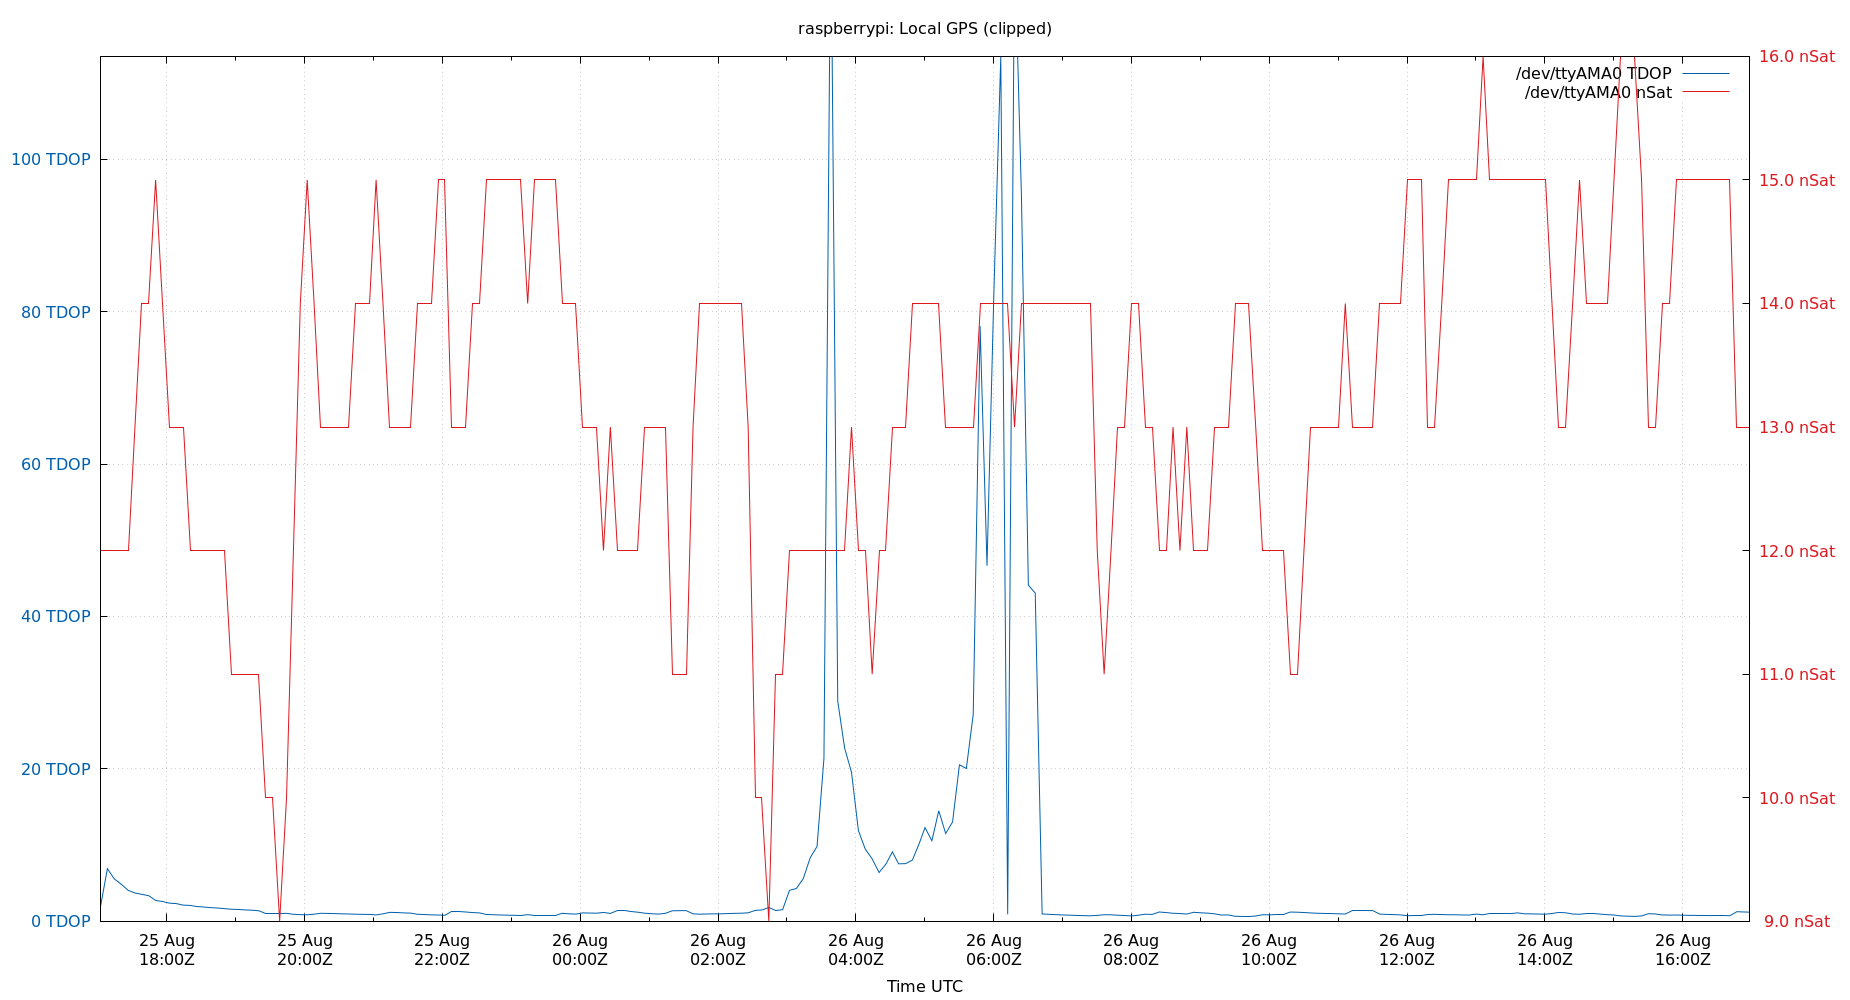 raspberrypi: Local GPS (clipped)
/dev/ttyAMA0 TDOP
/dev/ttyAMA0 nSat
100 TDOP
80 TDOP
60 TDOP
40 TDOP
20 TDOP
0 TDOP
16.0 nSat
15.0 nSat
14.0 nSat
13.0 nSat
12.0 nSat
11.0 nSat
10.0 nSat
9.0 nSat
25 Aug
18:00Z
25 Aug
20:00Z
25 Aug
22:00Z
26 Aug
00:00Z
26 Aug
02:00Z
26 Aug
04:00Z
26 Aug
06:00Z
26 Aug
08:00Z
26 Aug
10:00Z
26 Aug
12:00Z
26 Aug
14:00Z
26 Aug
16:00Z
Time UTC